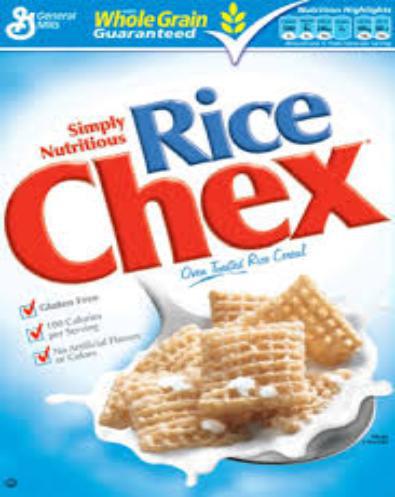 General
Mills
with
Whole Grain
Guaranteed
Nutrition Highlights
Simply
Nutritious
Rice
Chex
Oven Toasted Rice Cereal
Gluten Free
100 Calories
per Serving
No Artificial Flavors
or Colors